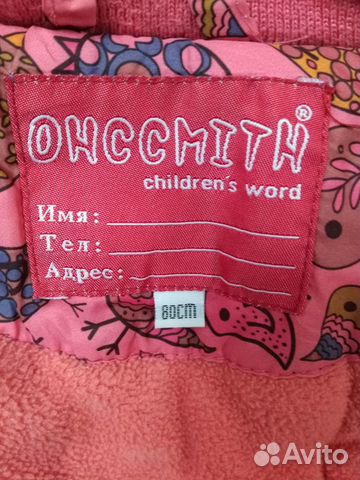 OHCCMITH®
children's word
Имя:
Тел:
Адрес:
80CM
Avito